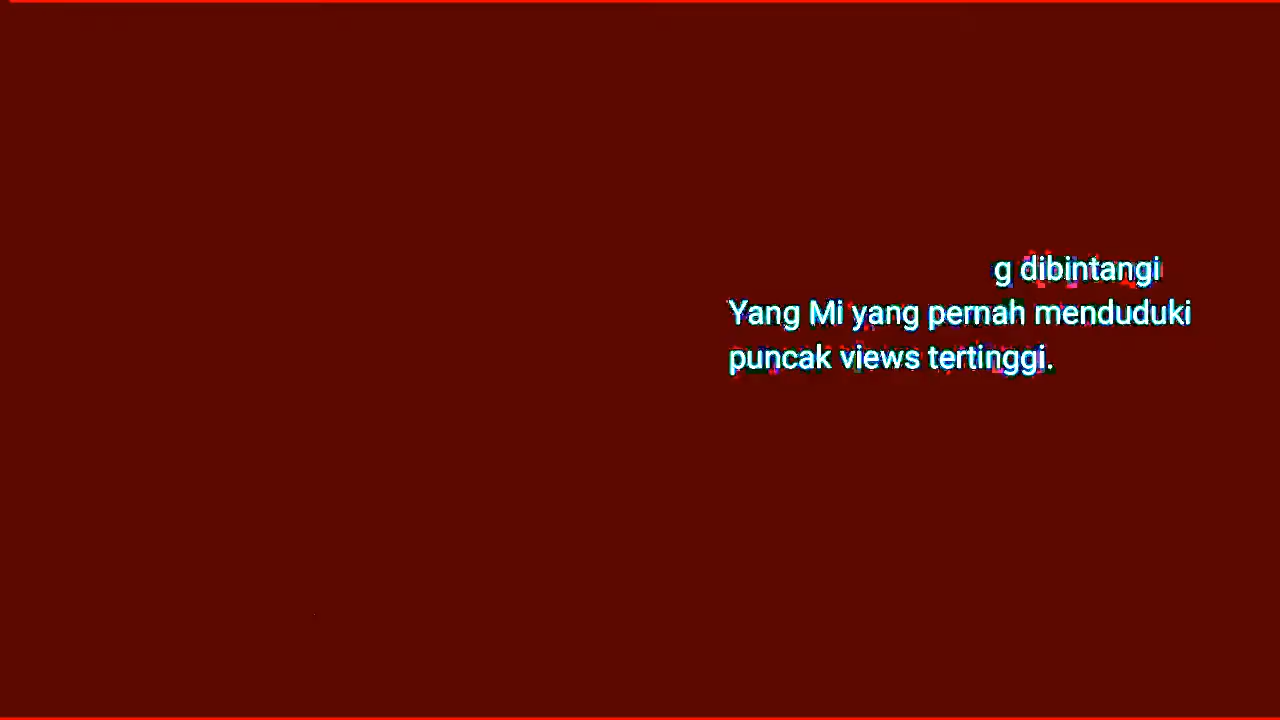 g dibintangi
Yang Mi yang pernah menduduki
puncak views tertinggi.